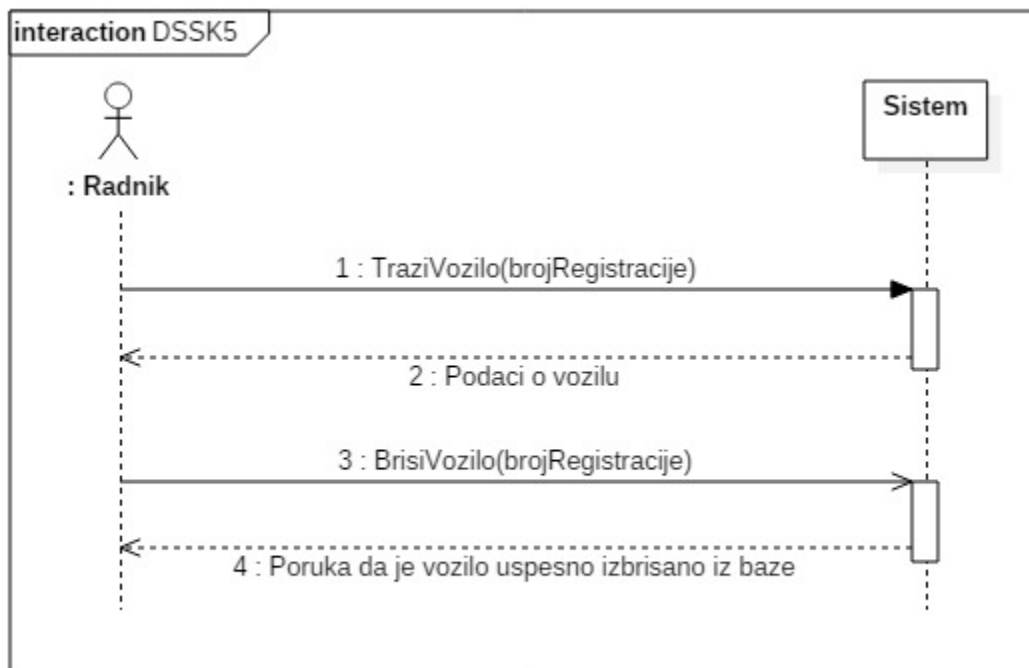 interaction DSSK5
Sistem
: Radnik
1 : TraziVozilo(brojRegistracije)
2 : Podaci o vozilu
3 : BrisiVozilo(brojRegistracije)
4 : Poruka da je vozilo uspesno izbrisano iz baze